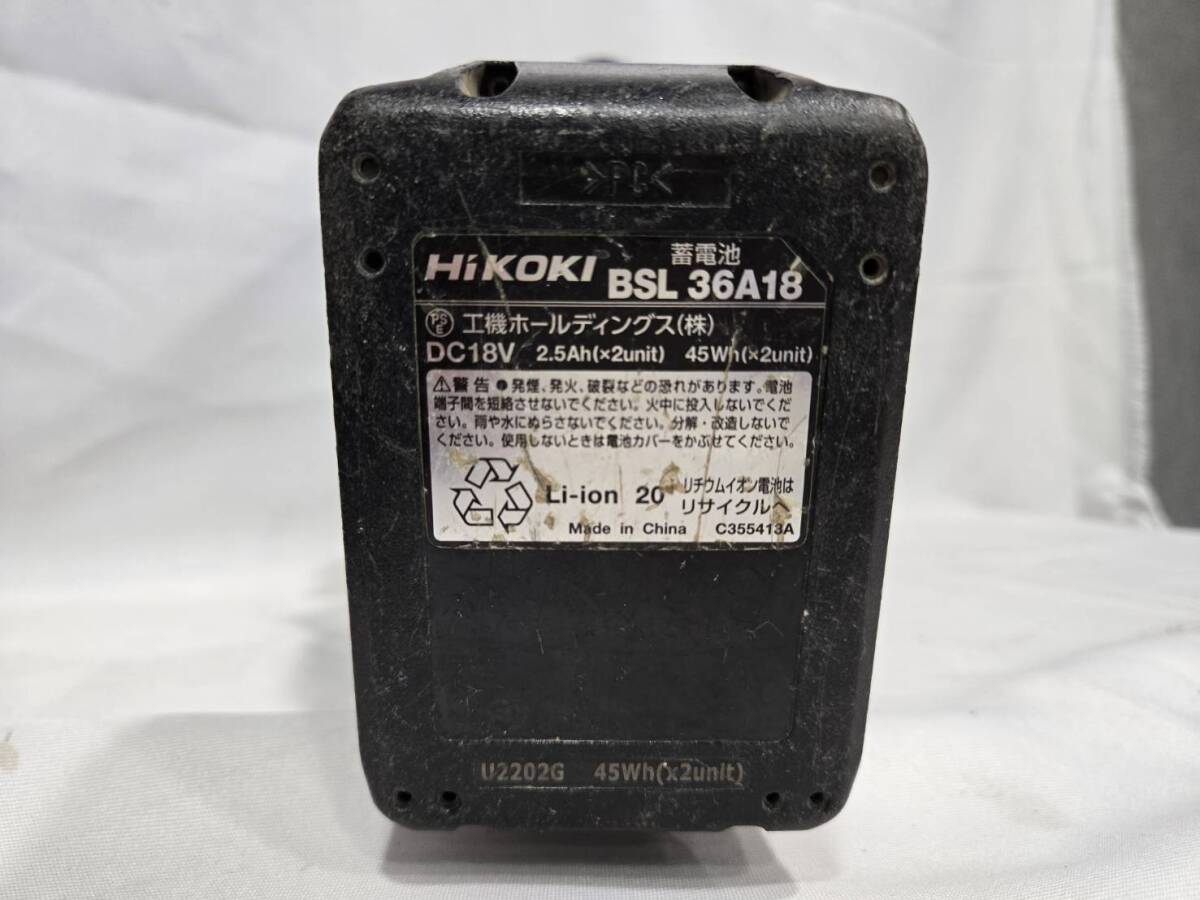 >PC<
HiKOKI 蓄電池
BSL 36A18
PSE 工機ホールディングス(株)
DC18V 2.5Ah(×2unit) 45Wh(×2unit)
⚠警告 ●発煙、発火、破裂などの恐れがあります。電池
端子間を短絡させないでください。火中に投入しないでくだ
さい。雨や水にぬらさないでください。分解・改造しないで
ください。使用しないときは電池カバーをかぶせてください。
Li-ion 20 リチウムイオン電池は
リサイクルへ
Made in China C355413A
U2202G 45Wh(x2unit)